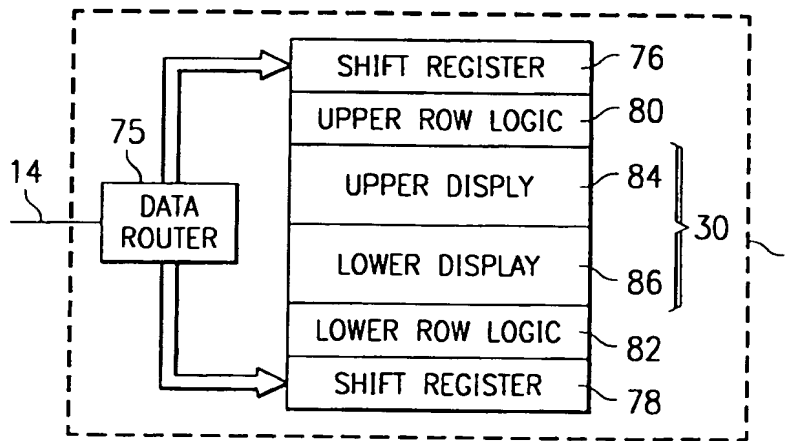 SHIFT REGISTER
76
UPPER ROW LOGIC
80
75
UPPER DISPLY
84
14
DATA
ROUTER
30
LOWER DISPLAY
86
LOWER ROW LOGIC
82
SHIFT REGISTER
78